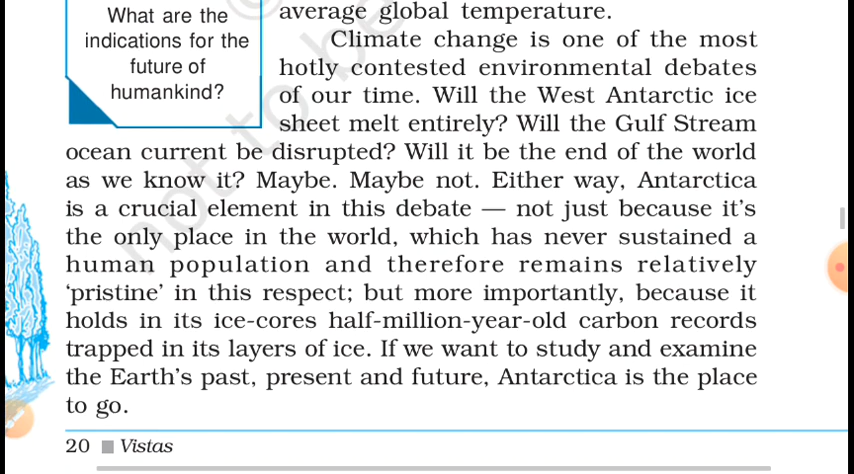 What are the
indications for the
future of
humankind?
average global temperature.
Climate change is one of the most
hotly contested environmental debates
of our time. Will the West Antarctic ice
sheet melt entirely? Will the Gulf Stream
ocean current be disrupted? Will it be the end of the world
as we know it? Maybe. Maybe not. Either way, Antarctica
is a crucial element in this debate — not just because it's
the only place in the world, which has never sustained a
human population and therefore remains relatively
‘pristine’ in this respect; but more importantly, because it
holds in its ice-cores half-million-year-old carbon records
trapped in its layers of ice. If we want to study and examine
the Earth's past, present and future, Antarctica is the place
to go.
20 ■ Vistas
not to be